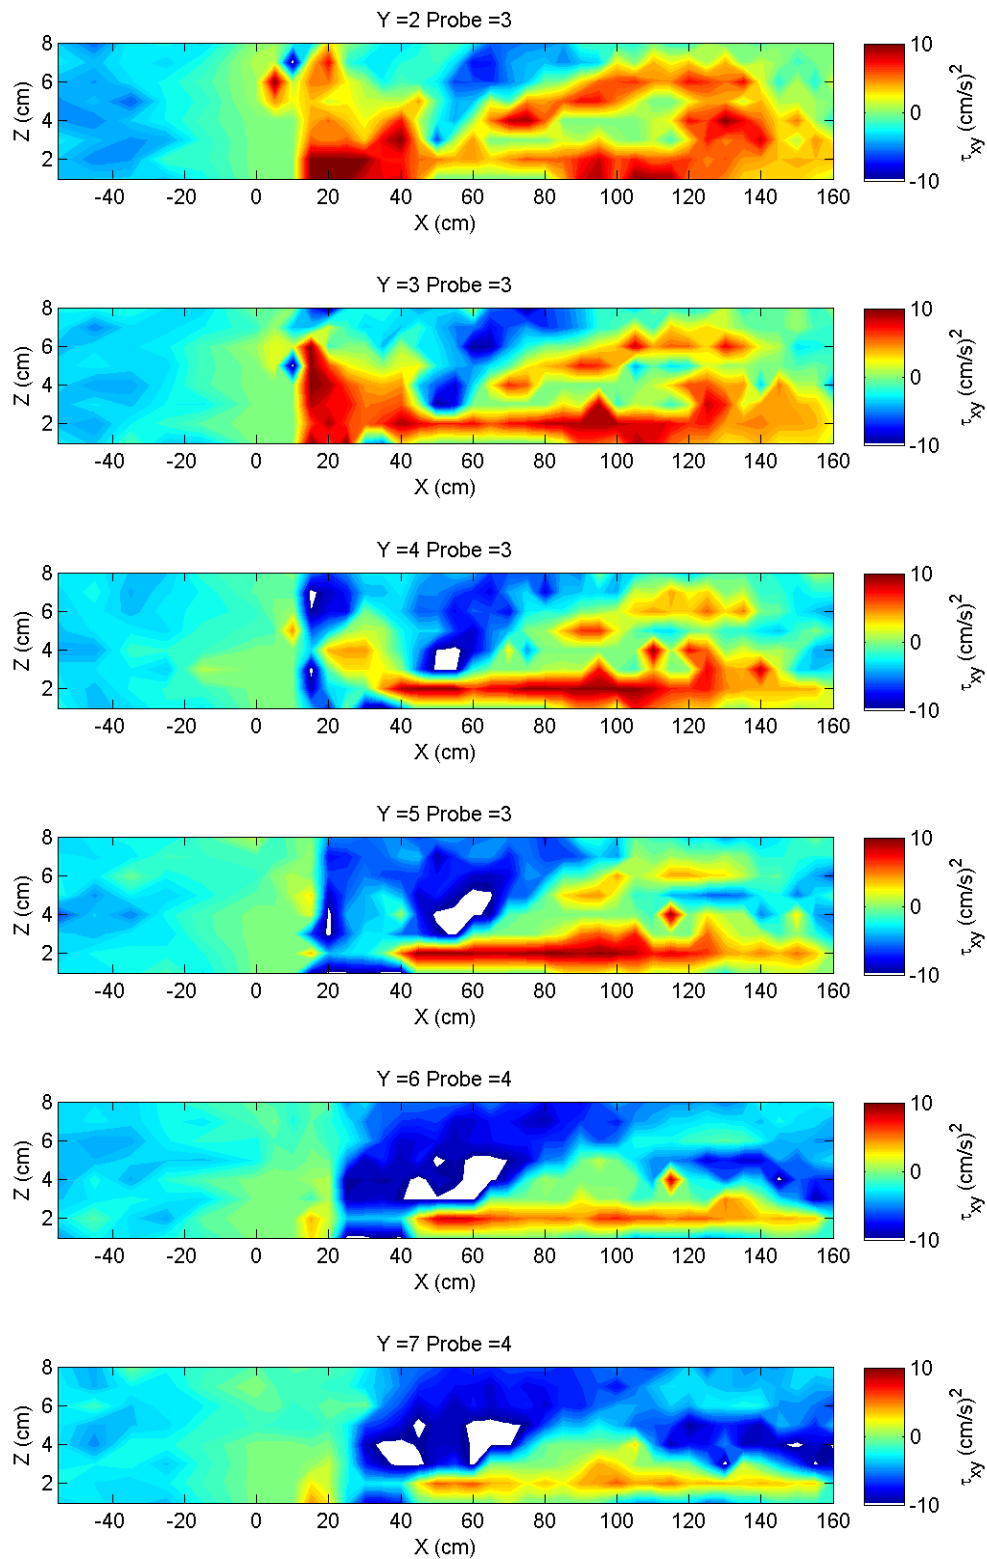 Y =2 Probe =3
8
6
4
2
Z (cm)
-40 -20 0 20 40 60 80 100 120 140 160
X (cm)
10
0
-10
τxy (cm/s)²
Y =3 Probe =3
8
6
4
2
Z (cm)
-40 -20 0 20 40 60 80 100 120 140 160
X (cm)
10
0
-10
τxy (cm/s)²
Y =4 Probe =3
8
6
4
2
Z (cm)
-40 -20 0 20 40 60 80 100 120 140 160
X (cm)
10
0
-10
τxy (cm/s)²
Y =5 Probe =3
8
6
4
2
Z (cm)
-40 -20 0 20 40 60 80 100 120 140 160
X (cm)
10
0
-10
τxy (cm/s)²
Y =6 Probe =4
8
6
4
2
Z (cm)
-40 -20 0 20 40 60 80 100 120 140 160
X (cm)
10
0
-10
τxy (cm/s)²
Y =7 Probe =4
8
6
4
2
Z (cm)
-40 -20 0 20 40 60 80 100 120 140 160
X (cm)
10
0
-10
τxy (cm/s)²